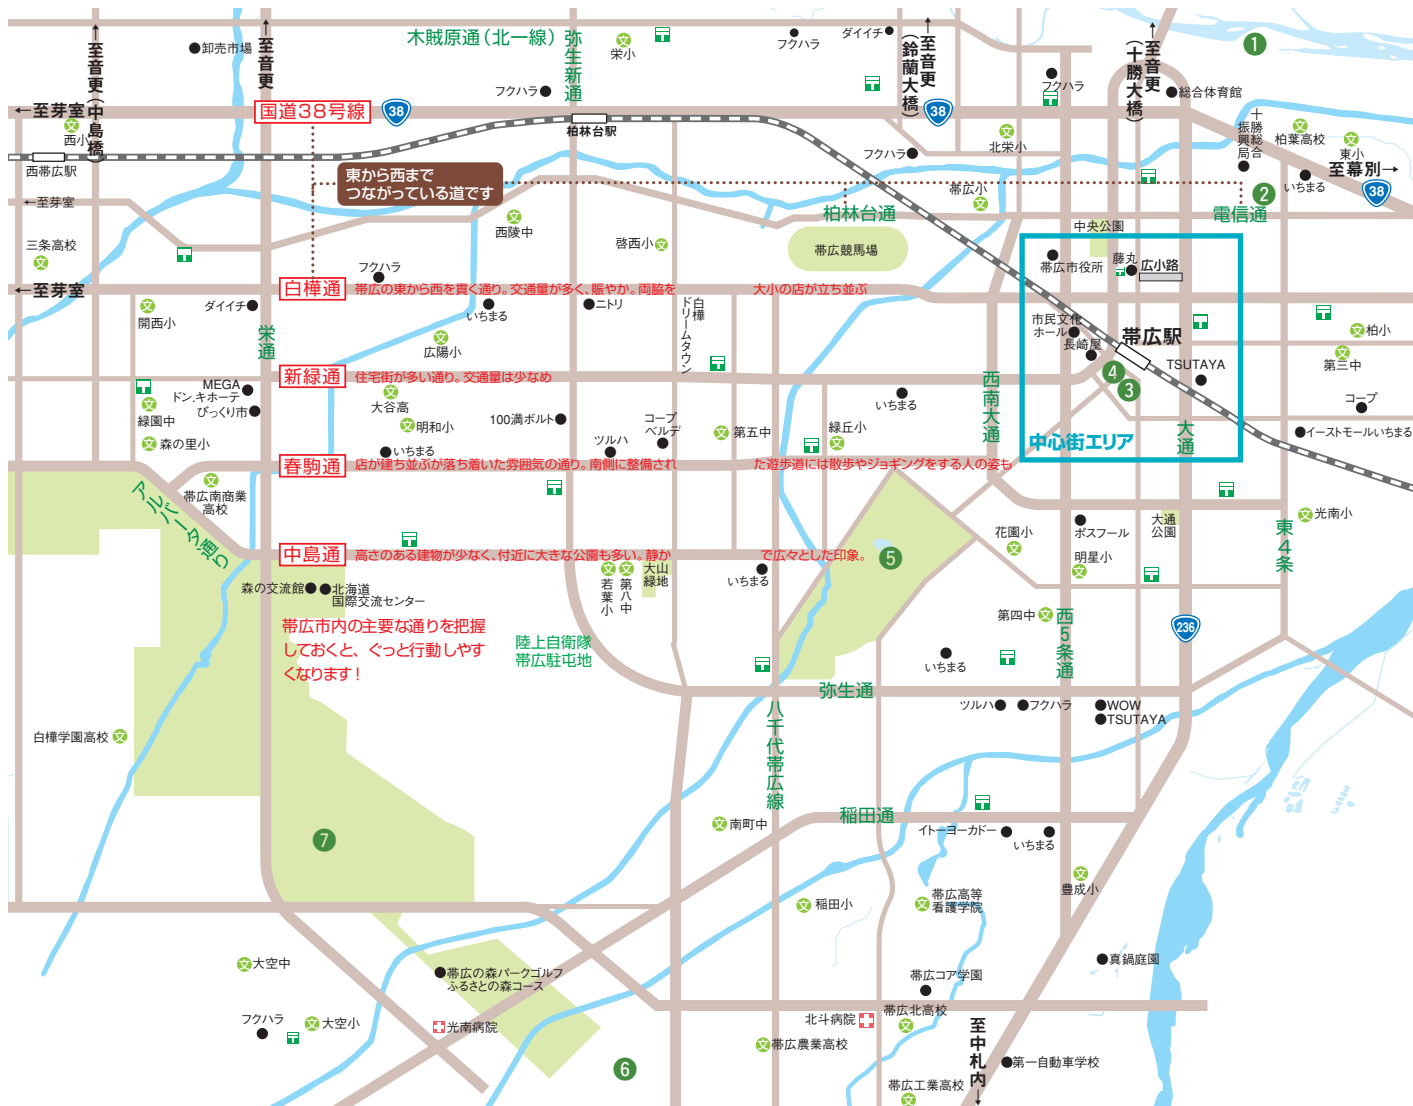 木賊原通(北一線)
弥生新通
栄小
フクハラ
ダイイチ
至音更
(鈴蘭大橋)
至音更
(十勝大橋)
❶
至音更(中島橋)
卸売市場
至音更
フクハラ
フクハラ
総合体育館
←至芽室
国道38号線
38
38
柏林台駅
西小
西帯広駅
フクハラ
北栄小
十勝総合振興局
柏葉高校
東小
至幕別→
38
いちまる
東から西まで
つながっている道です
←至芽室
帯広小
❷
柏林台通
電信通
西陵中
啓西小
帯広競馬場
中央公園
三条高校
帯広市役所
藤丸
広小路
フクハラ
←至芽室
白樺通
帯広の東から西を貫く通り。交通量が多く、賑やか。両脇を
大小の店が立ち並ぶ
開西小
ダイイチ
いちまる
ニトリ
白樺
ドリームタウン
栄通
広陽小
市民文化
ホール
長崎屋
帯広駅
柏小
第三中
TSUTAYA
新緑通
住宅街が多い通り。交通量は少なめ
❹
❸
西南大通
MEGA
ドン.キホーテ
びっくり市
緑園中
大谷高
明和小
100満ボルト
コープ
ベルデ
ツルハ
第五中
いちまる
緑丘小
コープ
イーストモールいちまる
中心街エリア
大通
森の里小
いちまる
春駒通
店が建ち並ぶが落ち着いた雰囲気の通り。南側に整備され
た遊歩道には散歩やジョギングをする人の姿も
帯広南商業
高校
アルバータ通り
花園小
ボスフール
大通
公園
光南小
明星小
東4条
中島通
高さのある建物が少なく、付近に大きな公園も多い。静か
で広々とした印象。
❺
森の交流館
北海道
国際交流センター
若葉小
第八中
大山
緑地
いちまる
第四中
西5条通
236
帯広市内の主要な通りを把握
しておくと、ぐっと行動しやす
くなります！
陸上自衛隊
帯広駐屯地
いちまる
弥生通
ツルハ
フクハラ
WOW
TSUTAYA
八千代帯広線
白樺学園高校
南町中
稲田通
イトーヨーカドー
いちまる
❼
豊成小
稲田小
帯広高等
看護学院
大空中
帯広の森パークゴルフ
ふるさとの森コース
帯広コア学園
真鍋庭園
フクハラ
大空小
光南病院
北斗病院
帯広北高校
至中札内
❻
帯広農業高校
第一自動車学校
帯広工業高校